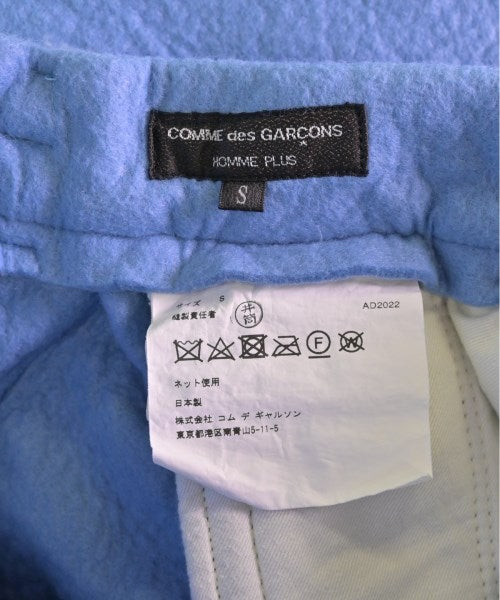 COMME des GARÇONS
HOMME PLUS
S
サイズ S
縫製責任者 井筒
AD2022
F
W
ネット使用
日本製
株式会社 コム デ ギャルソン
東京都港区南青山5-11-5